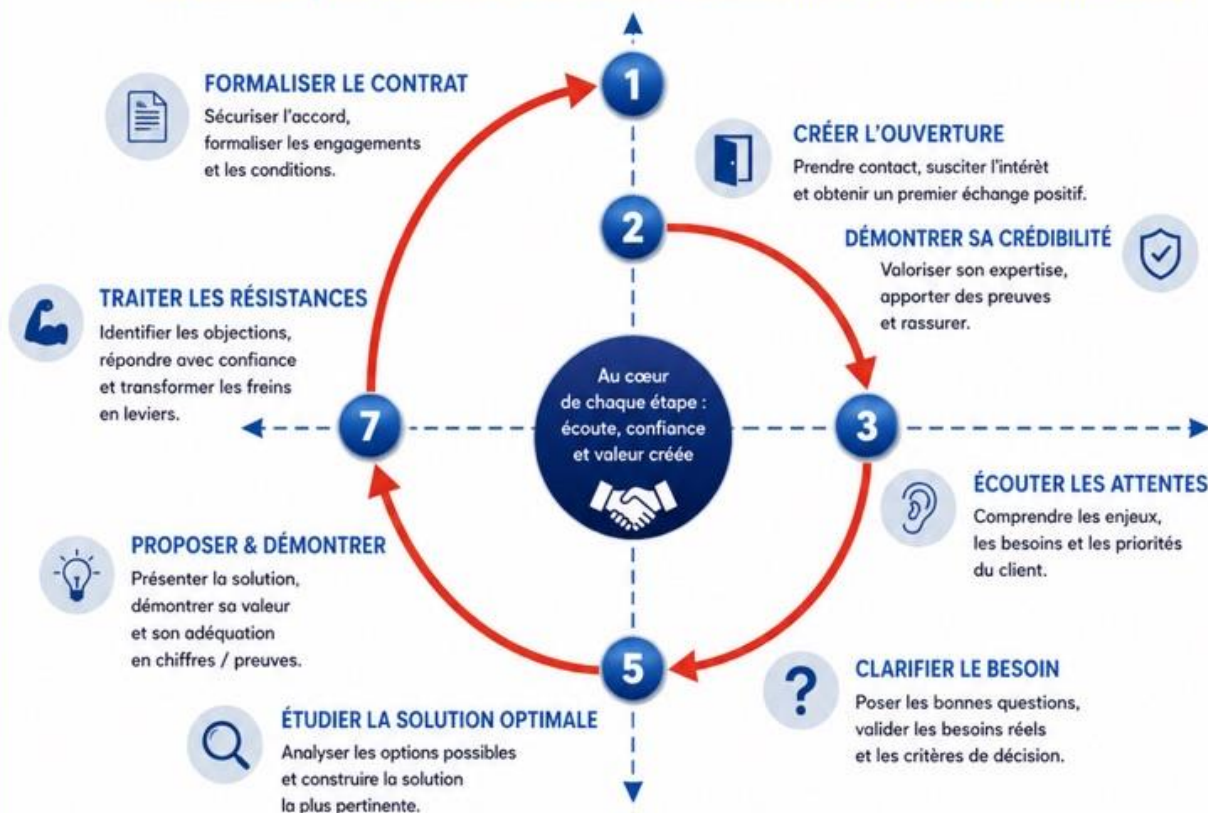 1
FORMALISER LE CONTRAT
Sécuriser l'accord,
formaliser les engagements
et les conditions.
CRÉER L'OUVERTURE
Prendre contact, susciter l'intérèt
et obtenir un premier échange positif.
2
DÉMONTRER SA CRÉDIBILITÉ
Valoriser son expertise,
apporter des preuves
et rassurer.
TRAITER LES RÉSISTANCES
Identifier les objections,
répondre avec confiance
et transformer les freins
en leviers.
Au cœur
de chaque étape :
écoute, confiance
et valeur créée
7
3
ÉCOUTER LES ATTENTES
Comprendre les enjeux,
les besoins et les priorités
du client.
PROPOSER & DÉMONTRER
Présenter la solution,
démontrer sa valeur
et son adéquation
en chiffres / preuves.
5
CLARIFIER LE BESOIN
Poser les bonnes questions,
valider les besoins réels
et les critères de décision.
?
ÉTUDIER LA SOLUTION OPTIMALE
Analyser les options possibles
et construire la solution
la plus pertinente.